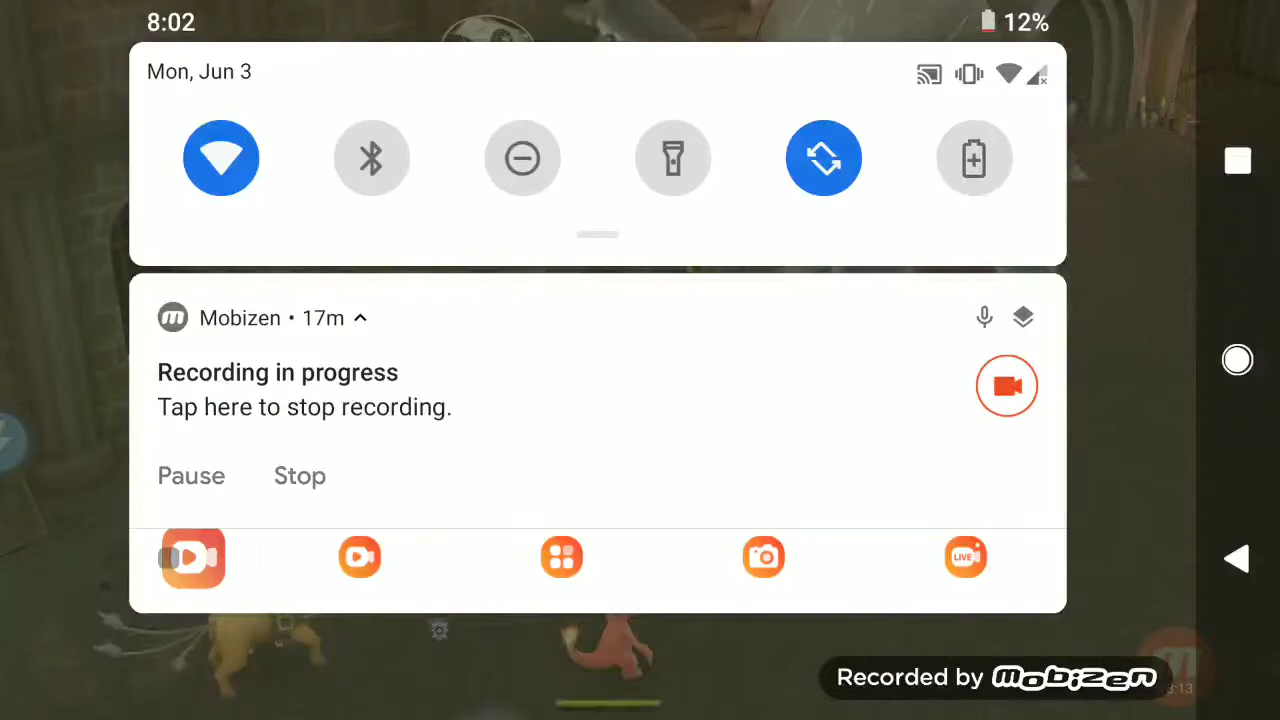 8:02
12%
Mon, Jun 3
Mobizen • 17m
Recording in progress
Tap here to stop recording.
Pause
Stop
LIVE
Recorded by mobizen